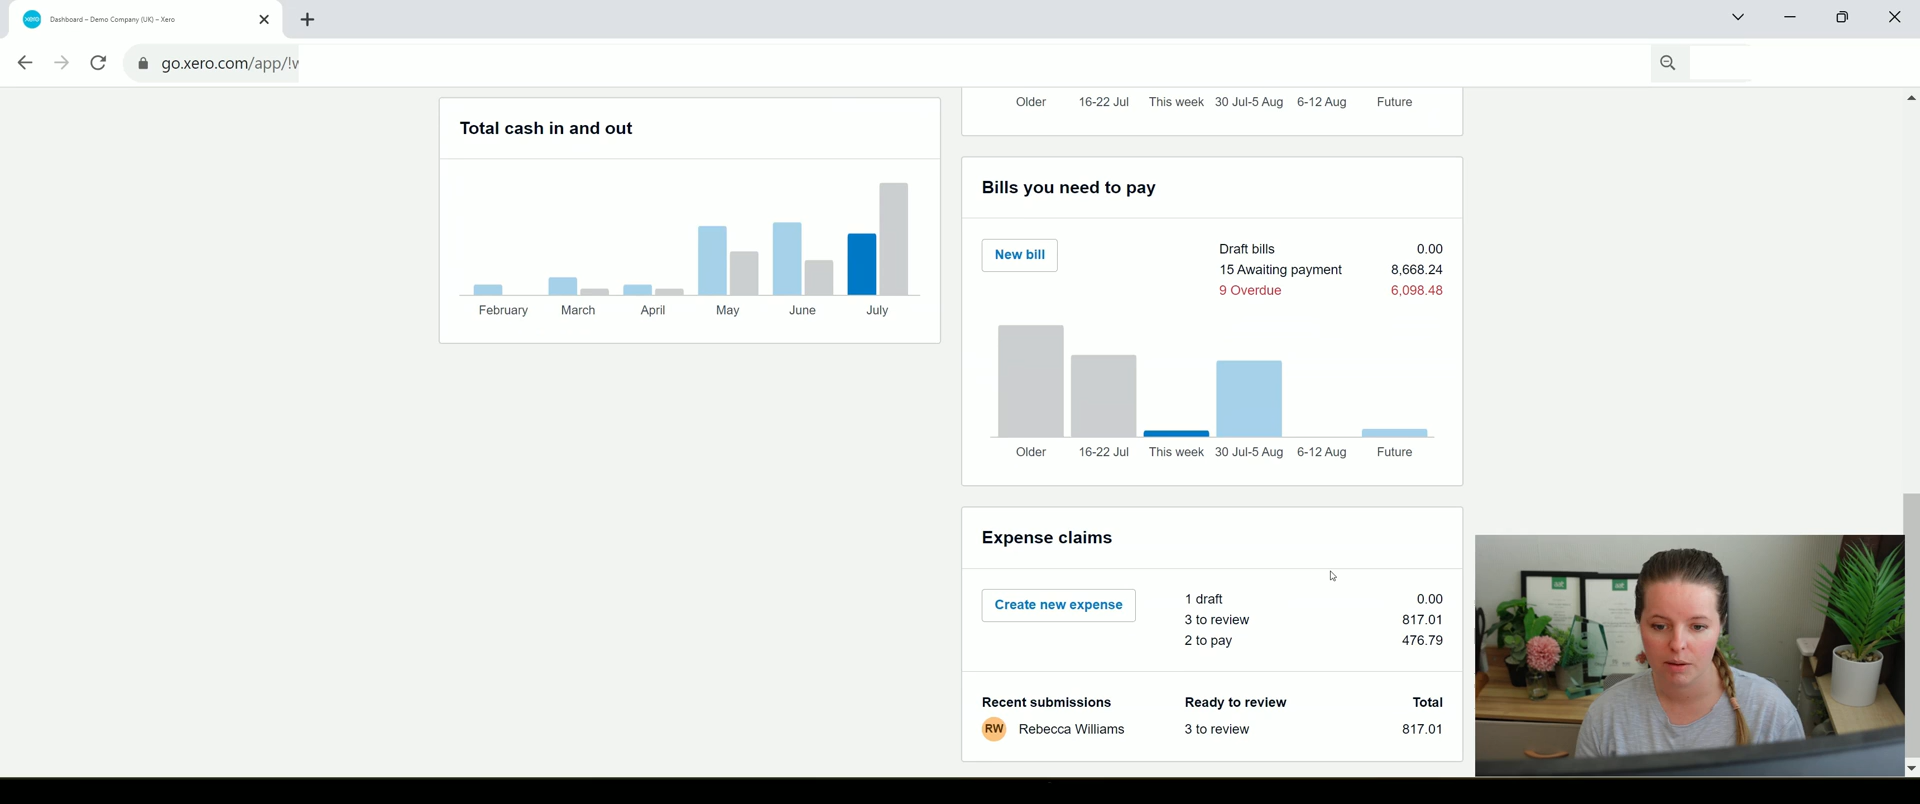 xero
Dashboard – Demo Company (UK) – Xero
go.xero.com/app/!
Total cash in and out
February March April May June July
Older 16-22 Jul This week 30 Jul-5 Aug 6-12 Aug Future
Bills you need to pay
New bill
Draft bills 0.00
15 Awaiting payment 8,668.24
9 Overdue 6,098.48
Older 16-22 Jul This week 30 Jul-5 Aug 6-12 Aug Future
Expense claims
Create new expense
1 draft 0.00
3 to review 817.01
2 to pay 476.79
Recent submissions Ready to review Total
RW Rebecca Williams 3 to review 817.01